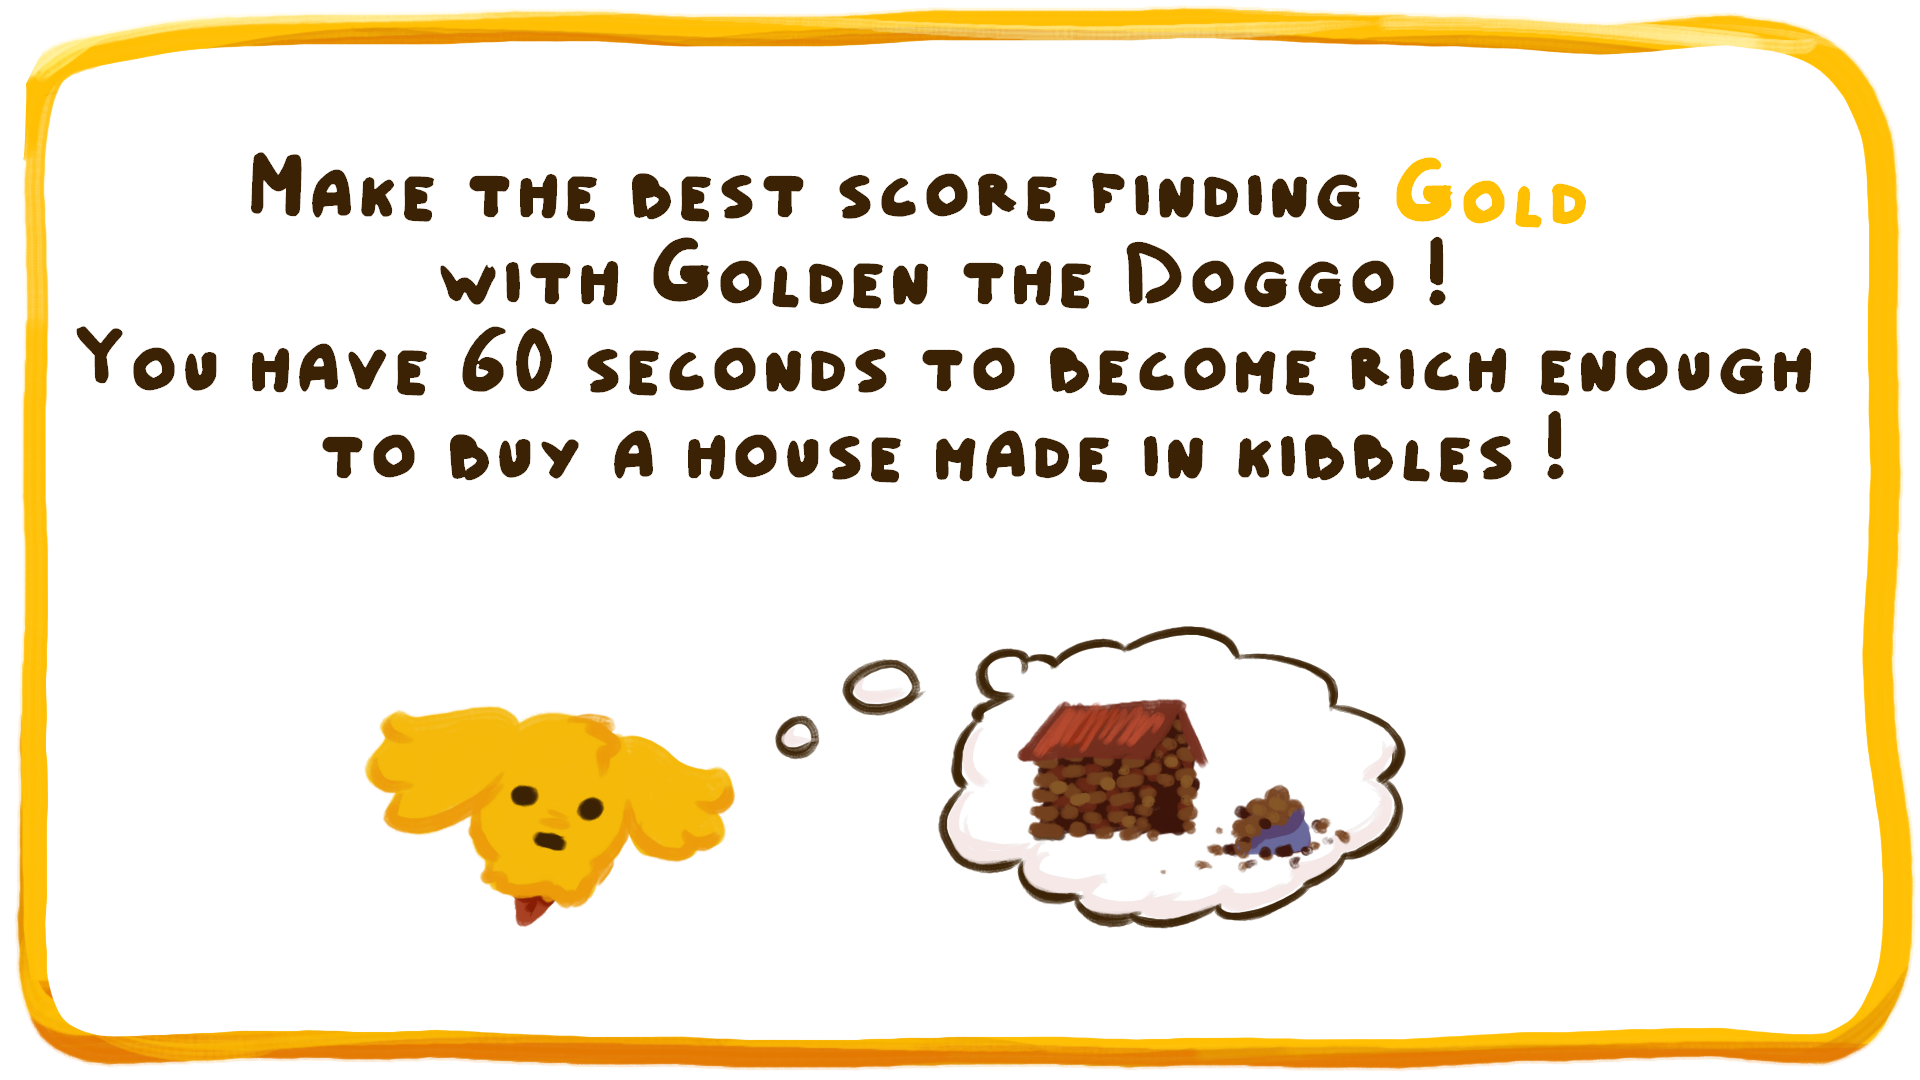 Make the best score finding Gold
with Golden the Doggo !
You have 60 seconds to become rich enough
to buy a house made in kibbles !